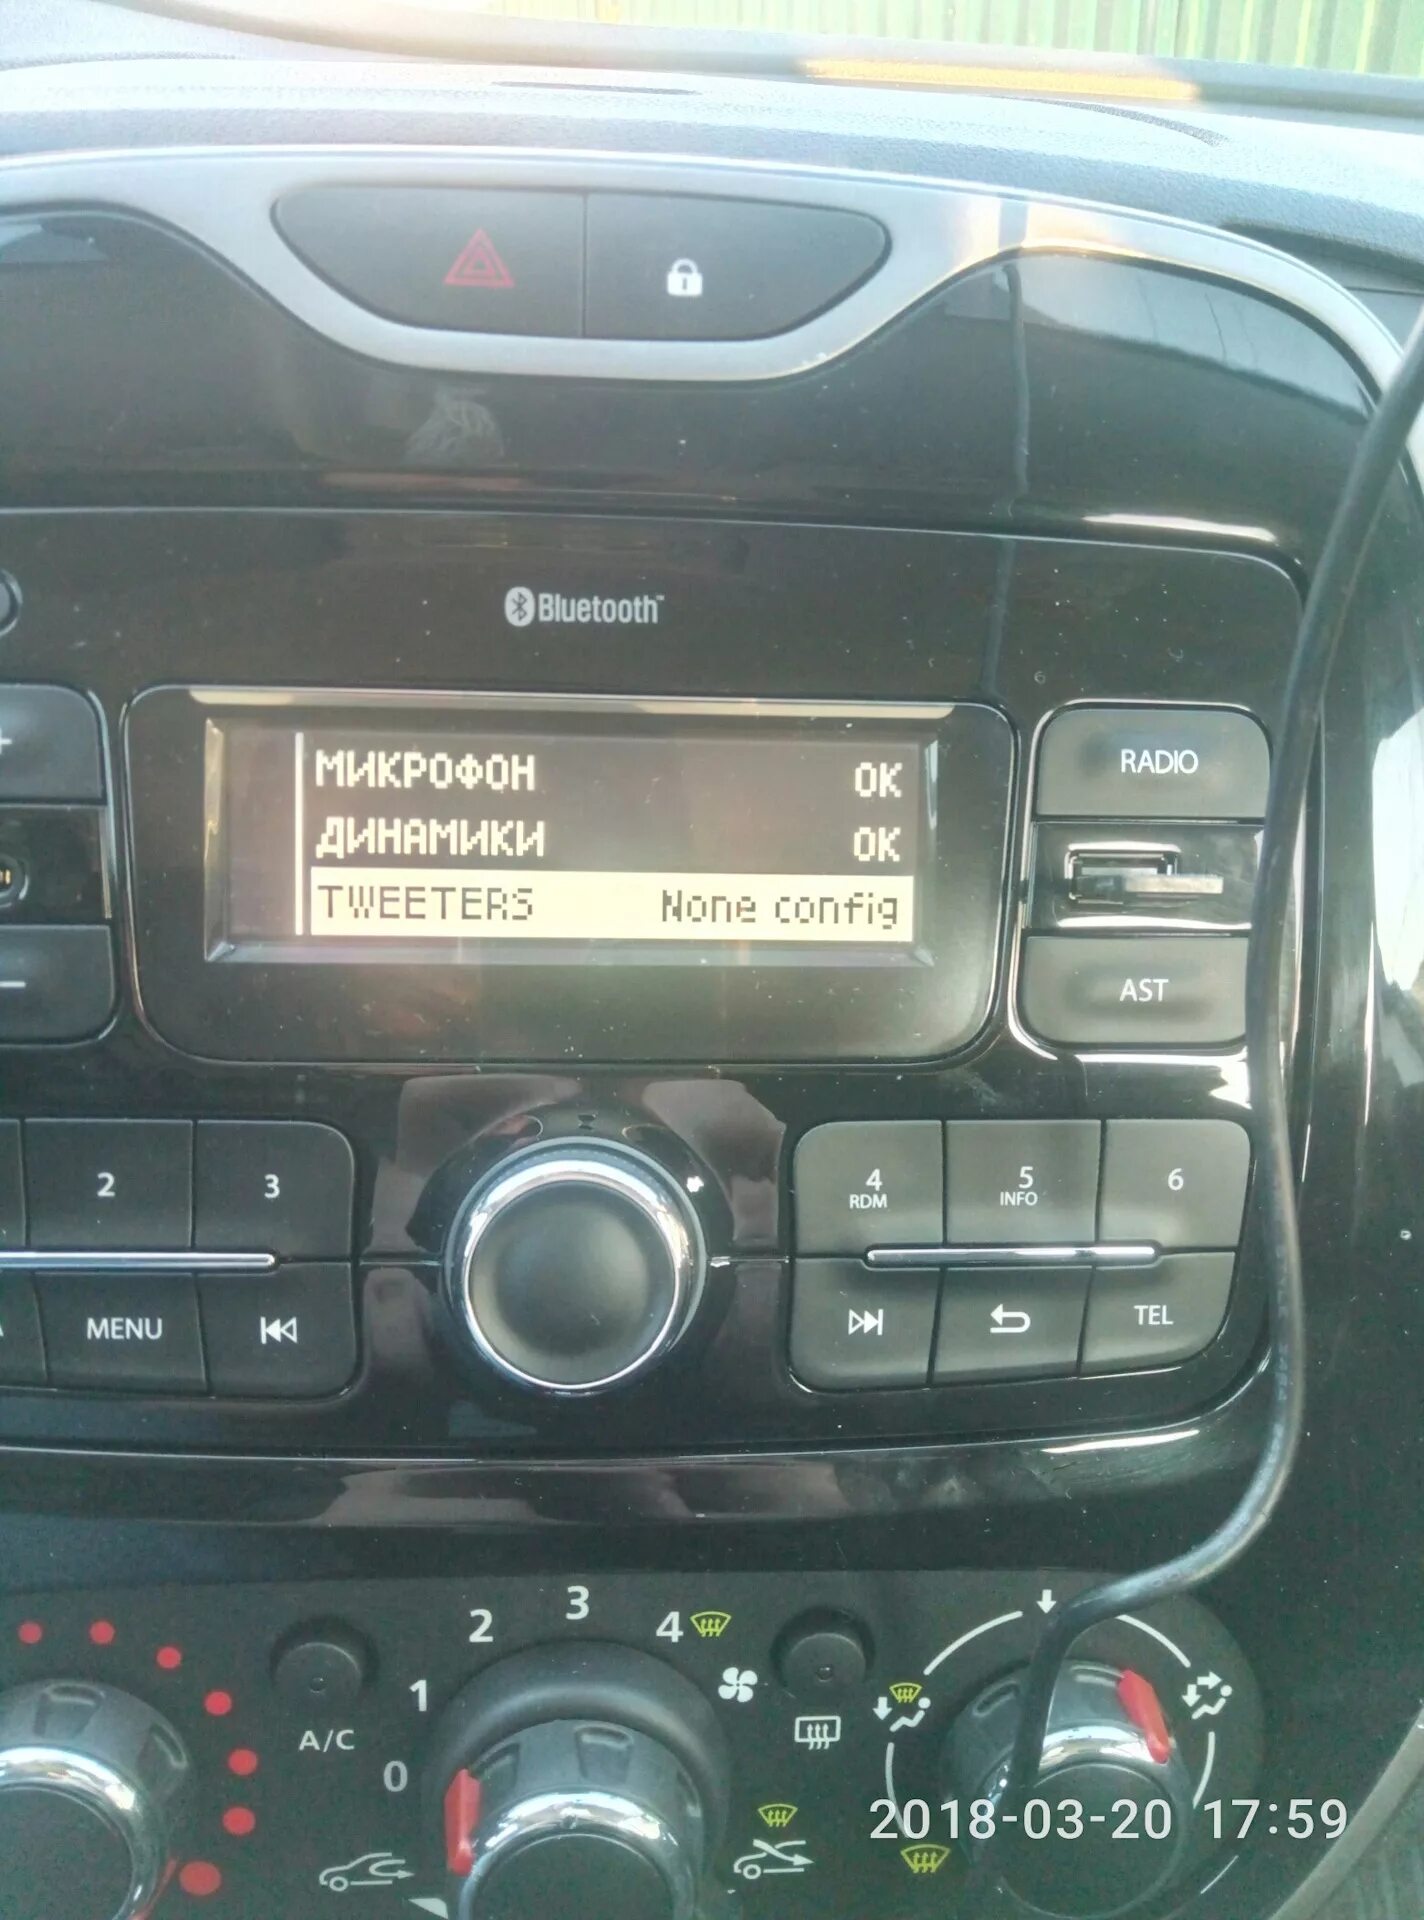 Bluetooth™
МИКРОФОН OK
ДИНАМИКИ OK
TWEETERS None config
RADIO
AST
2
3
4
RDM
5
INFO
6
MENU
TEL
0
1
2
3
4
A/C
2018-03-20 17:59